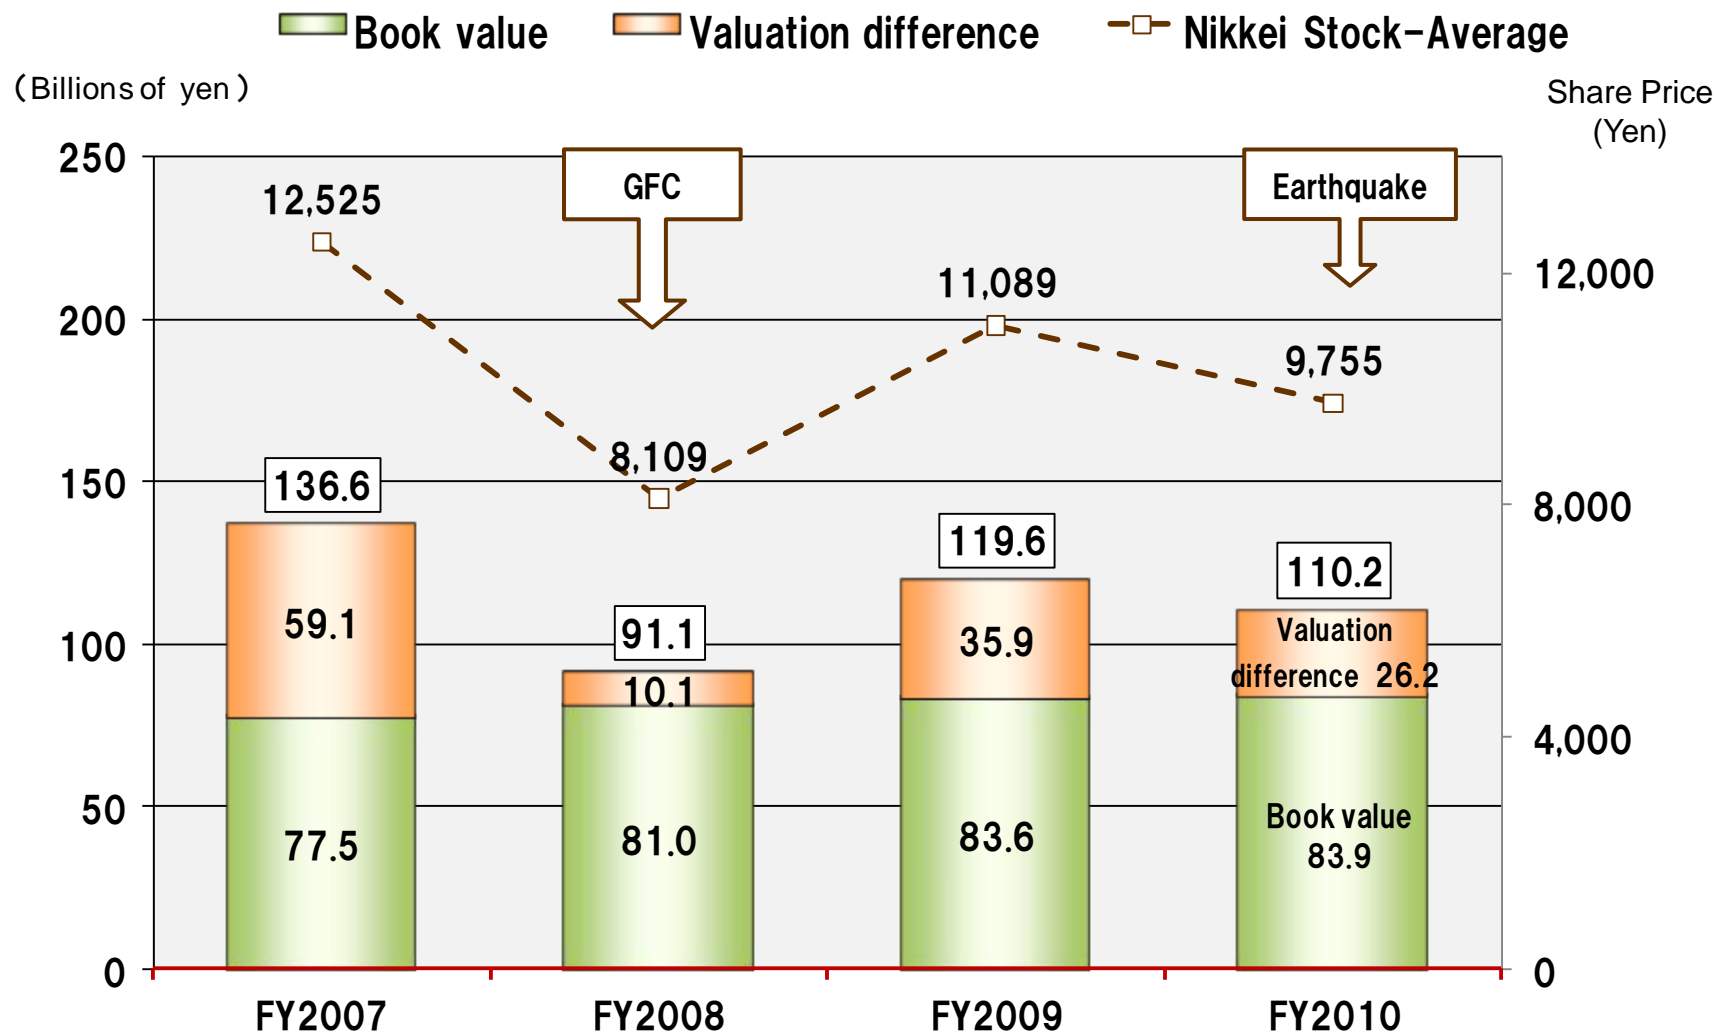 Book value
Valuation difference
Nikkei Stock-Average
(Billions of yen)
Share Price
(Yen)
250
200
150
100
50
0
12,000
8,000
4,000
0
GFC
Earthquake
12,525
8,109
11,089
9,755
136.6
91.1
119.6
110.2
59.1
10.1
35.9
Valuation
difference 26.2
77.5
81.0
83.6
Book value
83.9
FY2007
FY2008
FY2009
FY2010